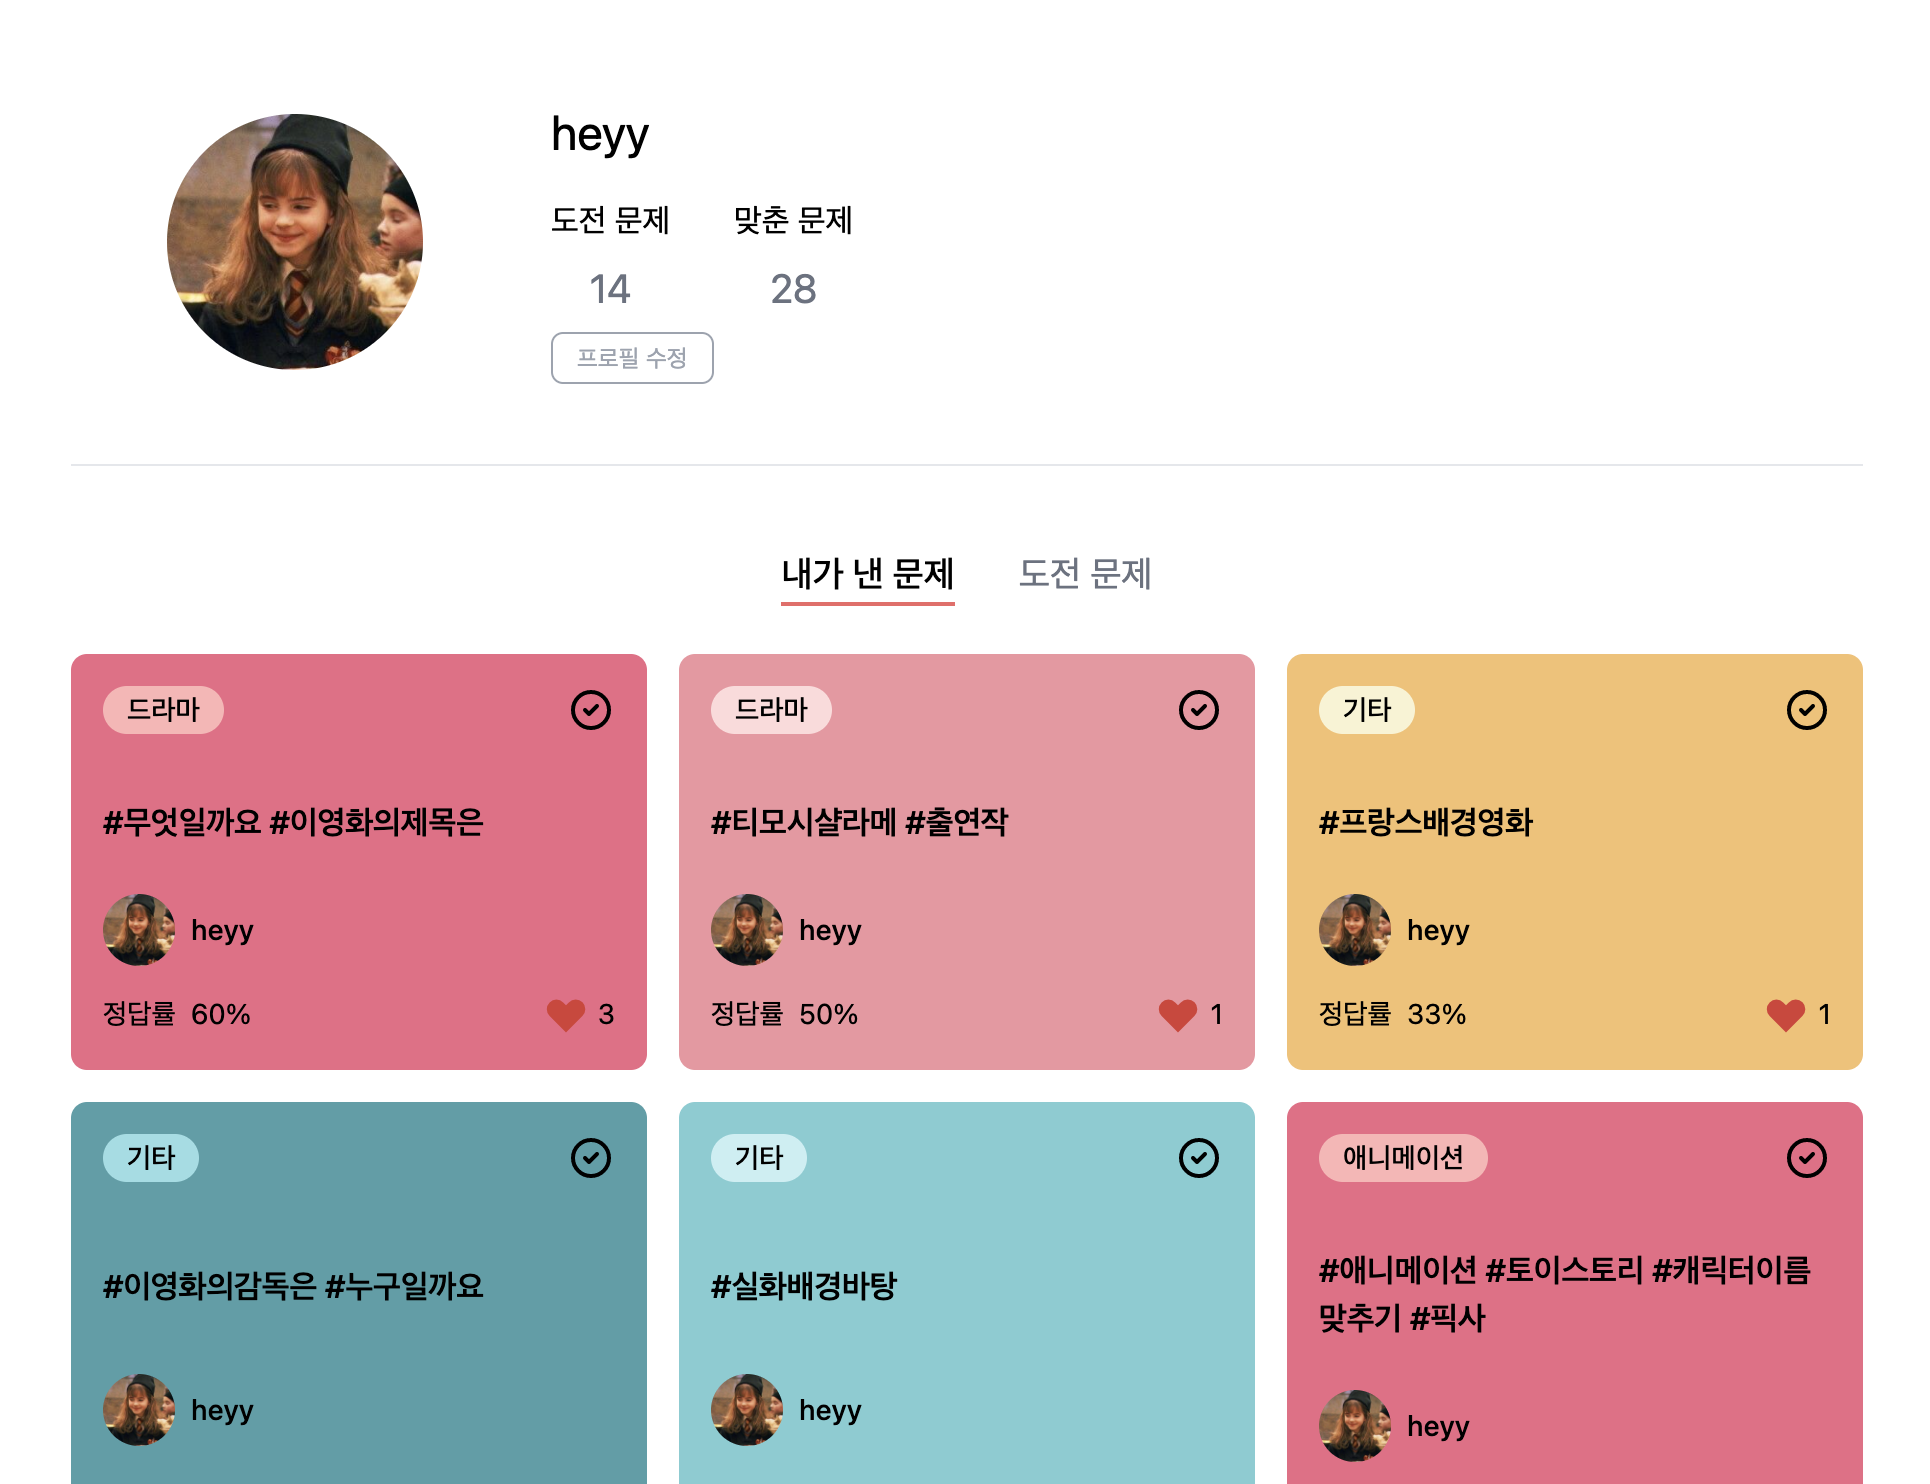 heyy
도전 문제 맞춘 문제
14 28
프로필 수정
내가 낸 문제 도전 문제
드라마
#무엇일까요 #이영화의제목은
heyy
정답률 60% 3
드라마
#티모시샬라메 #출연작
heyy
정답률 50% 1
기타
#프랑스배경영화
heyy
정답률 33% 1
기타
#이영화의감독은 #누구일까요
heyy
기타
#실화배경바탕
heyy
애니메이션
#애니메이션 #토이스토리 #캐릭터이름
맞추기 #픽사
heyy